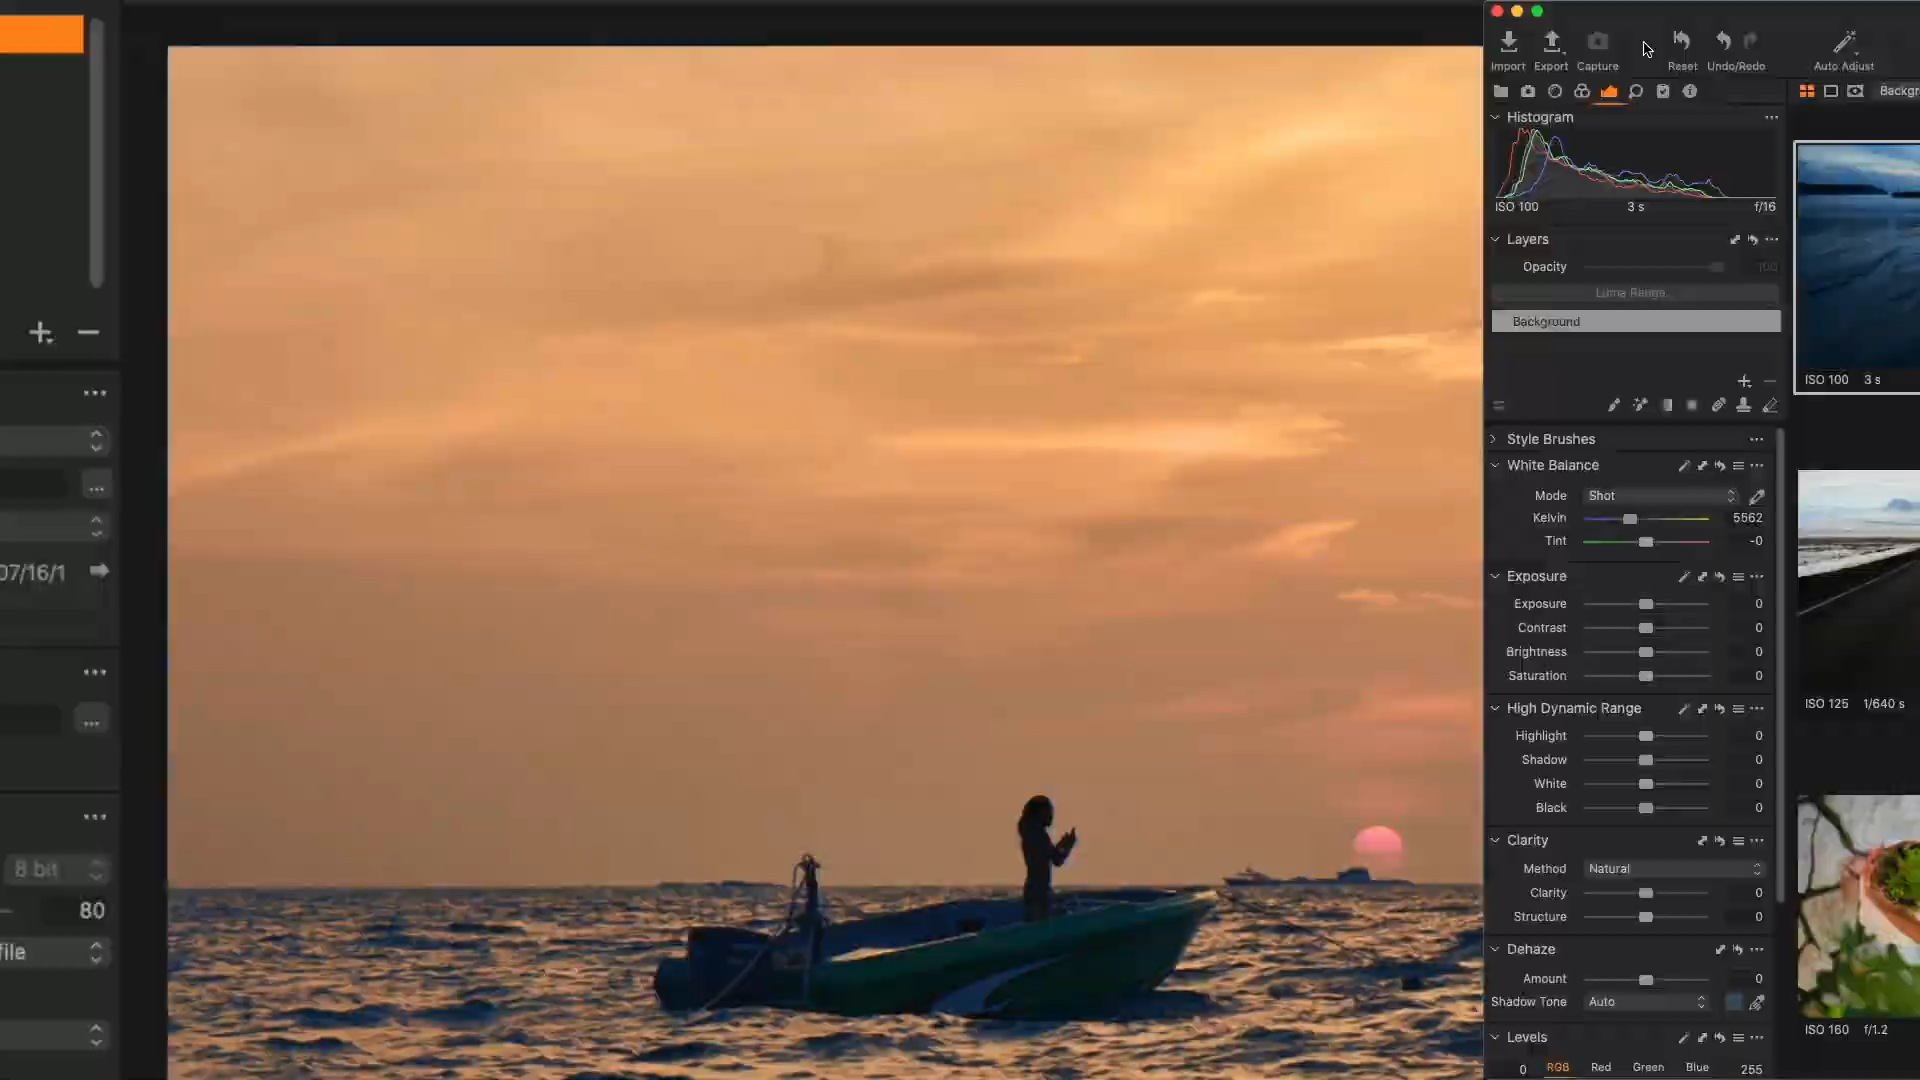 Import Export Capture Reset Undo/Redo Auto Adjust
Backgr
Histogram
ISO 100 3 s f/16
Layers
Opacity 100
Luma Range...
Background
ISO 100 3 s
Style Brushes
White Balance
Mode Shot
Kelvin 5562
Tint -0
07/16/1
Exposure
Exposure 0
Contrast 0
Brightness 0
Saturation 0
High Dynamic Range
ISO 125 1/640 s
Highlight 0
Shadow 0
White 0
Black 0
Clarity
Method Natural
8 bit
Clarity 0
80
Structure 0
file
Dehaze
Amount 0
Shadow Tone Auto
ISO 160 f/1.2
Levels
0 RGB Red Green Blue 255